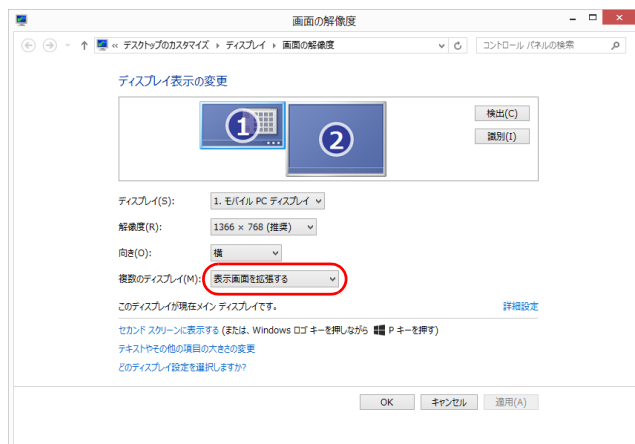 画面の解像度
« デスクトップのカスタマイズ ▸ ディスプレイ ▸ 画面の解像度
コントロール パネルの検索
ディスプレイ表示の変更
1
2
検出(C)
識別(I)
ディスプレイ(S): 1. モバイル PC ディスプレイ
解像度(R): 1366 × 768 (推奨)
向き(O): 横
複数のディスプレイ(M): 表示画面を拡張する
このディスプレイが現在メイン ディスプレイです。 詳細設定
セカンド スクリーンに表示する (または、Windows ロゴ キーを押しながら P キーを押す)
テキストやその他の項目の大きさの変更
どのディスプレイ設定を選択しますか?
OK キャンセル 適用(A)